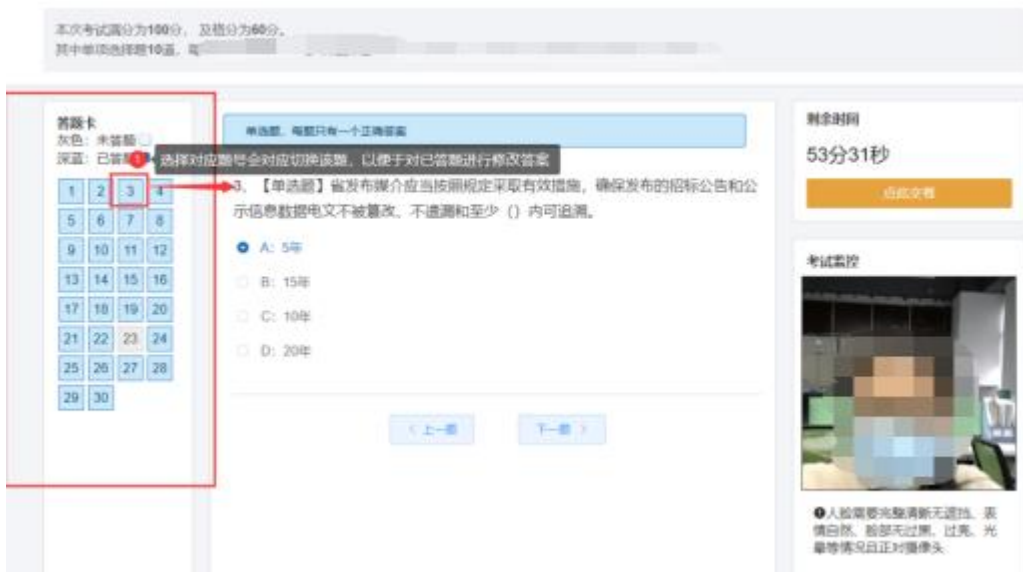 本次考试满分为100分， 及格分为60分。
其中单项选择题10道，
答题卡
灰色：未答题
深蓝：已答题
1 选择对应题号会对应切换该题，以便于对已答题进行修改答案
1 2 3 4
5 6 7 8
9 10 11 12
13 14 15 16
17 18 19 20
21 22 23 24
25 26 27 28
29 30
单选题，每题只有一个正确答案
3、【单选题】省发布媒介应当按照规定采取有效措施，确保发布的招标公告和公
示信息数据电文不被篡改、不遗漏和至少（）内可追溯。
A：5年
B：15年
C：10年
D：20年
< 上一题
下一题 >
剩余时间
53分31秒
点此交卷
考试监控
人脸需要完整清晰无遮挡、表
情自然、脸部无过黑、过亮、光
晕等情况且正对摄像头